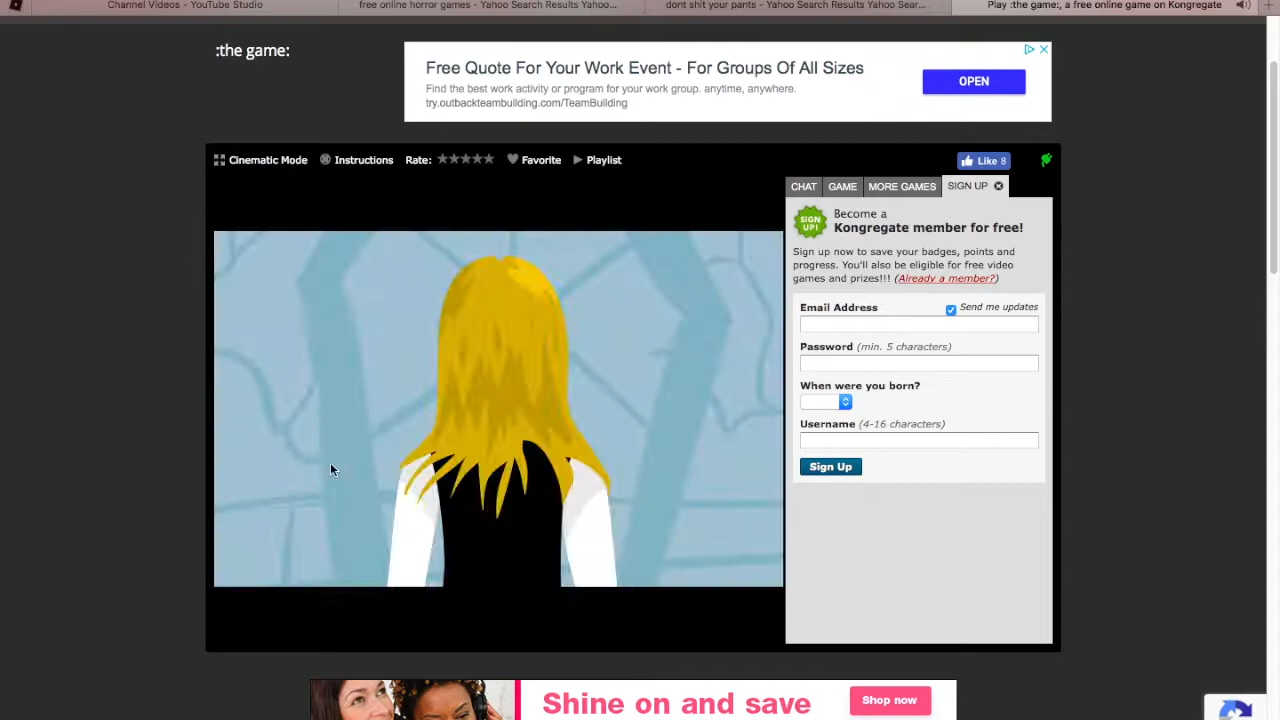 Channel Videos - YouTube Studio
free online horror games - Yahoo Search Results Yahoo...
dont shit your pants - Yahoo Search Results Yahoo Sear...
Play :the game:, a free online game on Kongregate
:the game:
Free Quote For Your Work Event - For Groups Of All Sizes
Find the best work activity or program for your work group. anytime, anywhere.
try.outbackteambuilding.com/TeamBuilding
OPEN
Cinematic Mode
Instructions
Rate:
Favorite
Playlist
Like 8
CHAT
GAME
MORE GAMES
SIGN UP
SIGN UP!
Become a
Kongregate member for free!
Sign up now to save your badges, points and
progress. You'll also be eligible for free video
games and prizes!!! (Already a member?)
Email Address
Send me updates
Password (min. 5 characters)
When were you born?
Username (4-16 characters)
Sign Up
Shine on and save
Shop now